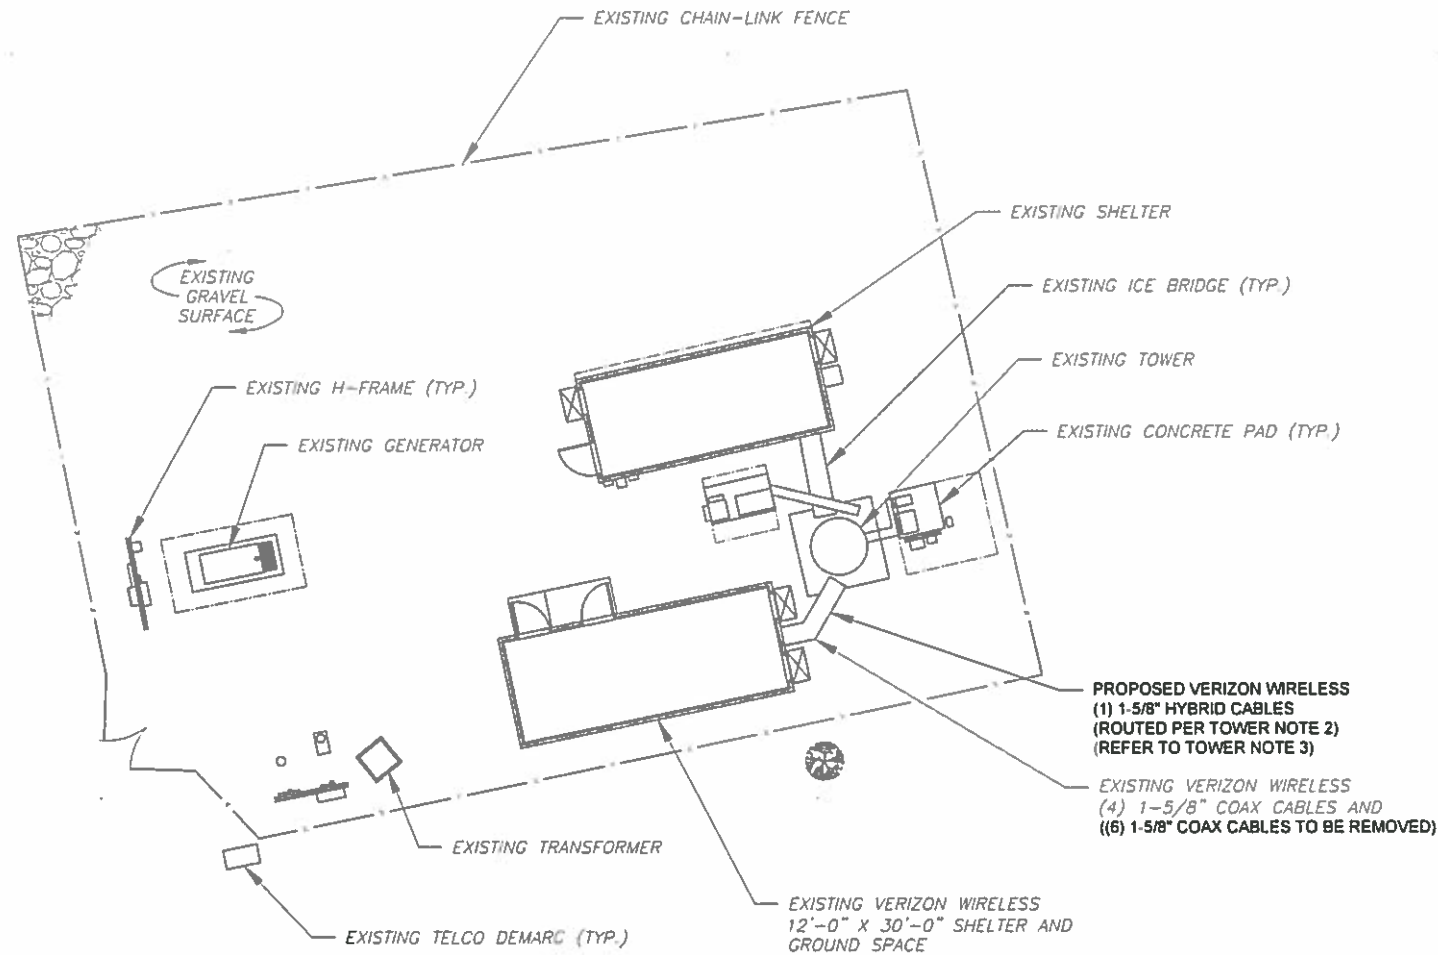 EXISTING CHAIN-LINK FENCE
EXISTING SHELTER
EXISTING
GRAVEL
SURFACE
EXISTING ICE BRIDGE (TYP.)
EXISTING TOWER
EXISTING H-FRAME (TYP.)
EXISTING CONCRETE PAD (TYP.)
EXISTING GENERATOR
PROPOSED VERIZON WIRELESS
(1) 1-5/8" HYBRID CABLES
(ROUTED PER TOWER NOTE 2)
(REFER TO TOWER NOTE 3)
EXISTING VERIZON WIRELESS
(4) 1-5/8" COAX CABLES AND
((6) 1-5/8" COAX CABLES TO BE REMOVED)
EXISTING TRANSFORMER
EXISTING VERIZON WIRELESS
12'-0" X 30'-0" SHELTER AND
GROUND SPACE
EXISTING TELCO DEMARC (TYP.)